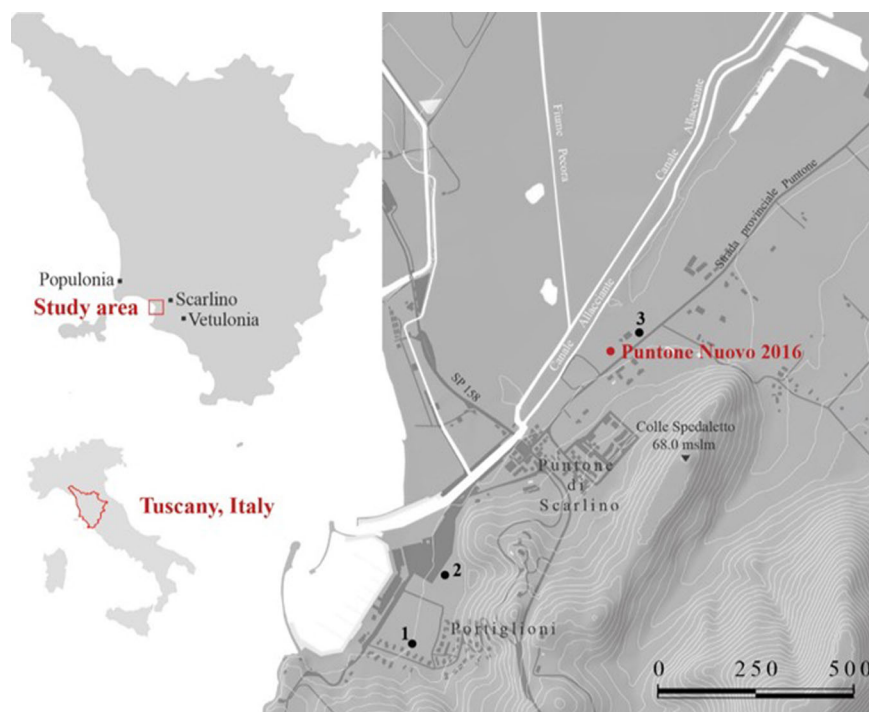 Populonia
Study area
Scarlino
Vetulonia
Tuscany, Italy
Fiume Pecora
Canale Allacciante
Canale Allacciante
Strada provinciale Puntone
SP 158
3
Puntone Nuovo 2016
Colle Spedaletto
68.0 mslm
Puntone
di
Scarlino
2
1
Portiglioni
0 250 500